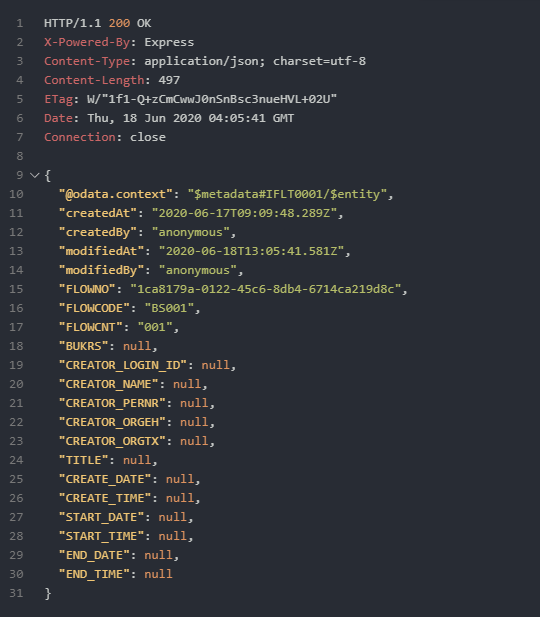 1 HTTP/1.1 200 OK
2 X-Powered-By: Express
3 Content-Type: application/json; charset=utf-8
4 Content-Length: 497
5 ETag: W/"1f1-Q+zCmCwwJ0nSnBsc3nueHVL+02U"
6 Date: Thu, 18 Jun 2020 04:05:41 GMT
7 Connection: close
8
9 {
10 "@odata.context": "$metadata#IFLT0001/$entity",
11 "createdAt": "2020-06-17T09:09:48.289Z",
12 "createdBy": "anonymous",
13 "modifiedAt": "2020-06-18T13:05:41.581Z",
14 "modifiedBy": "anonymous",
15 "FLOWNO": "1ca8179a-0122-45c6-8db4-6714ca219d8c",
16 "FLOWCODE": "BS001",
17 "FLOWCNT": "001",
18 "BUKRS": null,
19 "CREATOR_LOGIN_ID": null,
20 "CREATOR_NAME": null,
21 "CREATOR_PERNR": null,
22 "CREATOR_ORGEH": null,
23 "CREATOR_ORGTX": null,
24 "TITLE": null,
25 "CREATE_DATE": null,
26 "CREATE_TIME": null,
27 "START_DATE": null,
28 "START_TIME": null,
29 "END_DATE": null,
30 "END_TIME": null
31 }